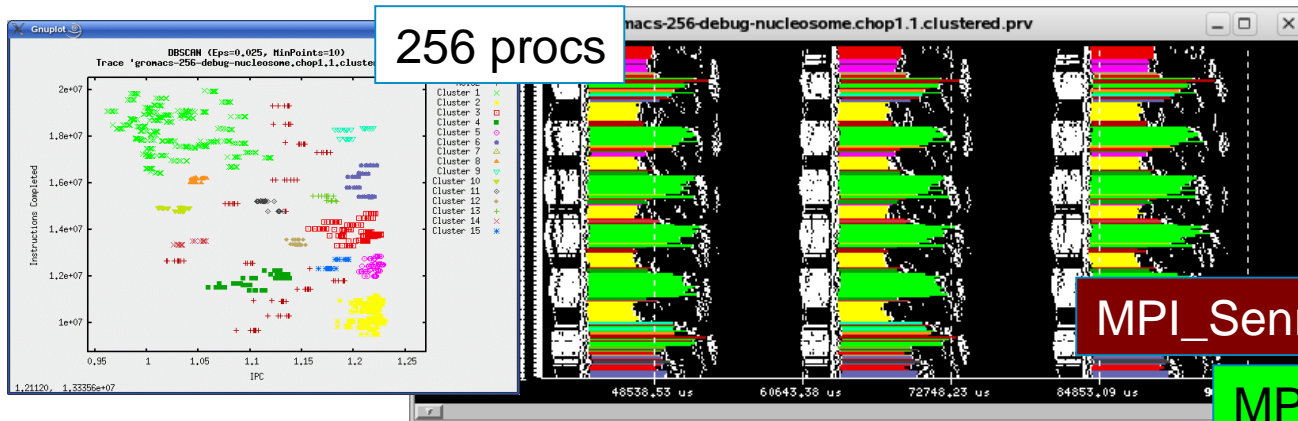 Gnuplot
256 procs
macs-256-debug-nucleosome.chop1.1.clustered.prv
DBSCAN (Eps=0.025, MinPoints=10)
Trace 'gromacs-256-debug-nucleosome.chop1.1.cluste
Cluster 1
Cluster 2
Cluster 3
Cluster 4
Cluster 5
Cluster 6
Cluster 7
Cluster 8
Cluster 9
Cluster 10
Cluster 11
Cluster 12
Cluster 13
Cluster 14
Cluster 15
2e+07
1.8e+07
1.6e+07
1.4e+07
1.2e+07
1e+07
Instructions Completed
0.95 1 1.05 1.1 1.15 1.2 1.25
IPC
1.21120, 1.33356e+07
48538.53 us 60643.38 us 72748.23 us 84853.09 us
MPI_Sen
MP